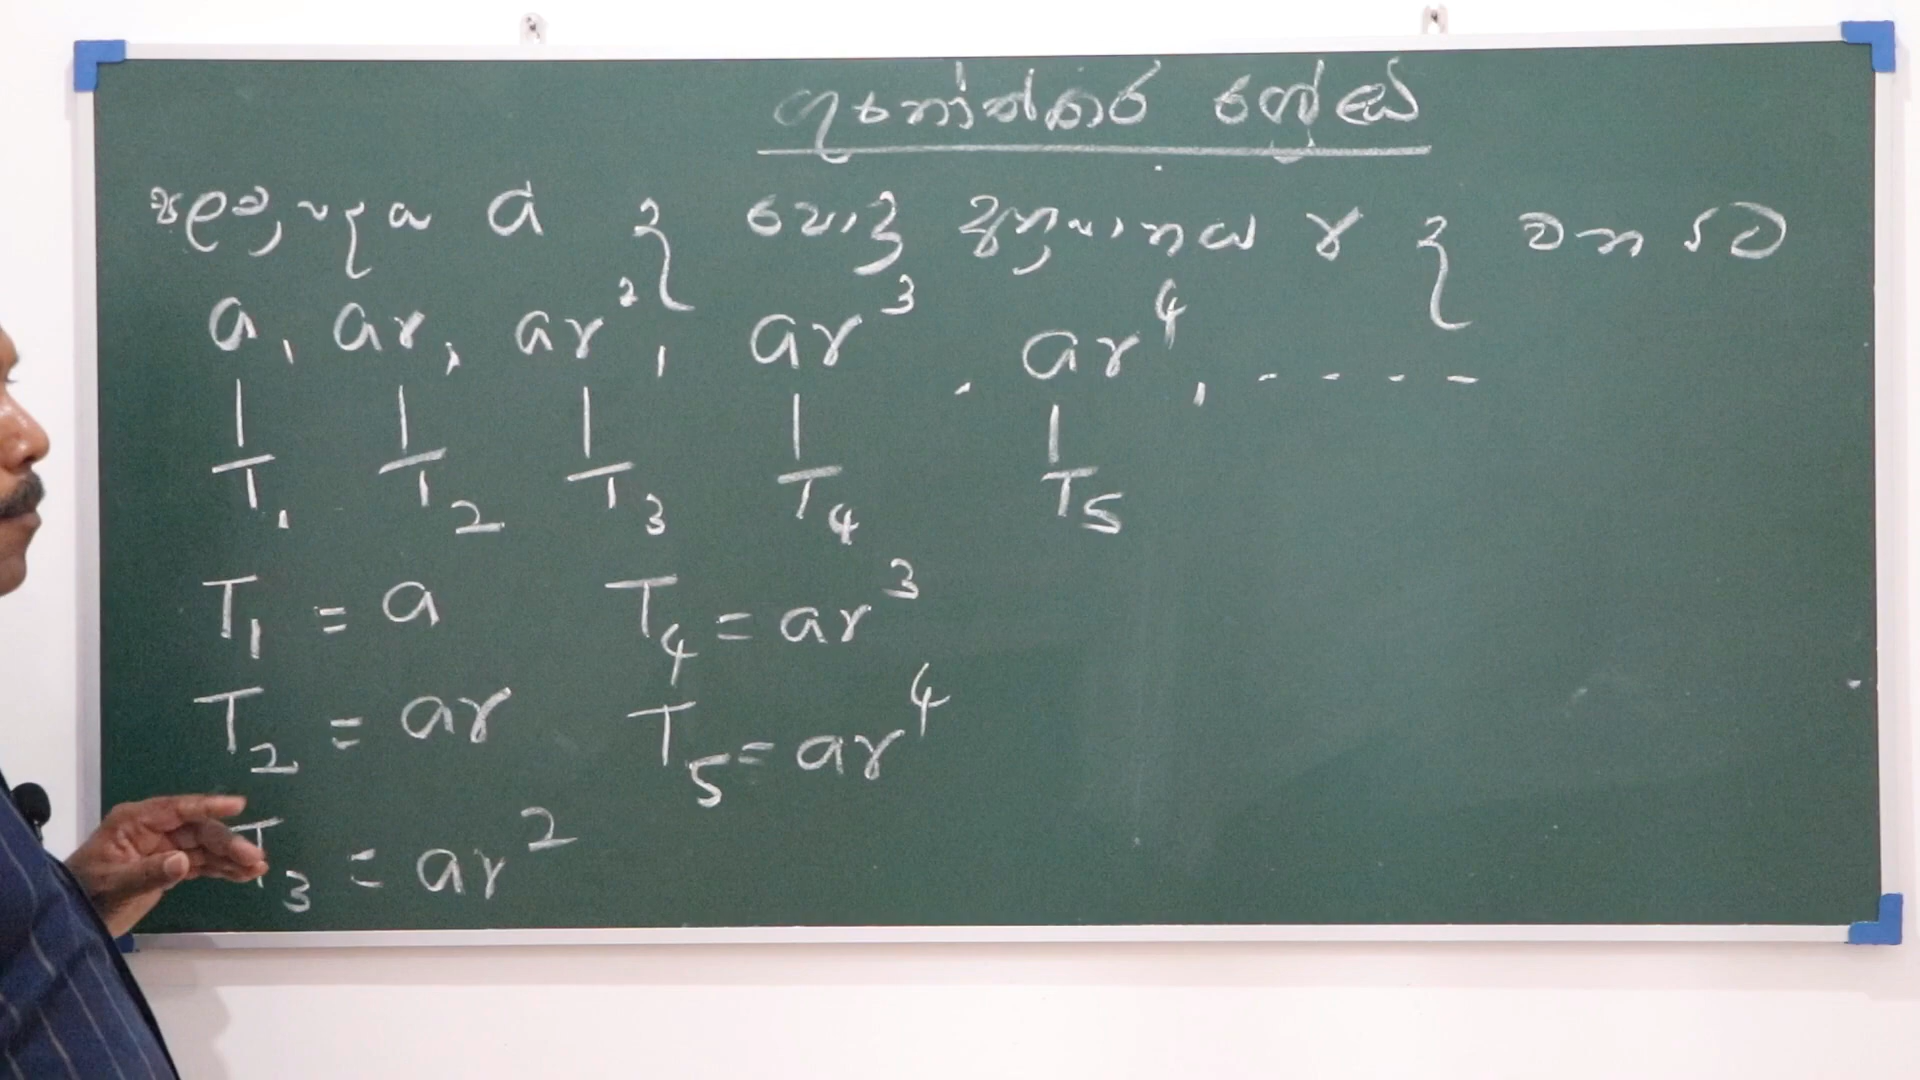 ගුණෝත්තර ශ්‍රේඪි
පළමු පදය a ද පොදු අනුපාතය r ද වන විට
a, ar, ar², ar³, ar⁴, - - - -
T₁ T₂ T₃ T₄ T₅
T₁ = a T₄ = ar³
T₂ = ar T₅ = ar⁴
T₃ = ar²